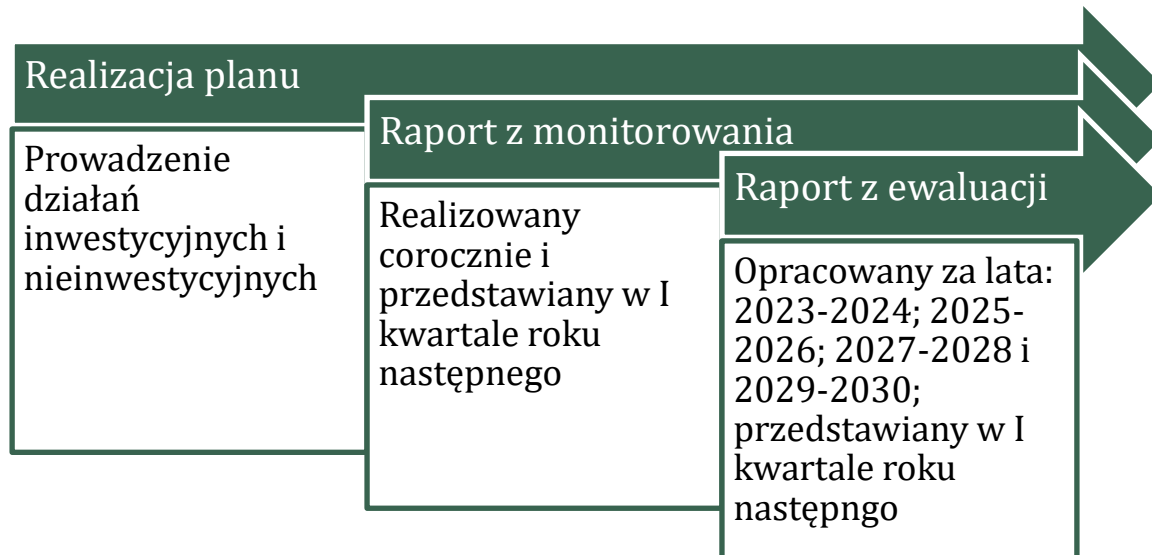 Realizacja planu
Prowadzenie
działań
inwestycyjnych i
nieinwestycyjnych
Raport z monitorowania
Realizowany
corocznie i
przedstawiany w I
kwartale roku
następnego
Raport z ewaluacji
Opracowany za lata:
2023-2024; 2025-
2026; 2027-2028 i
2029-2030;
przedstawiany w I
kwartale roku
następngo